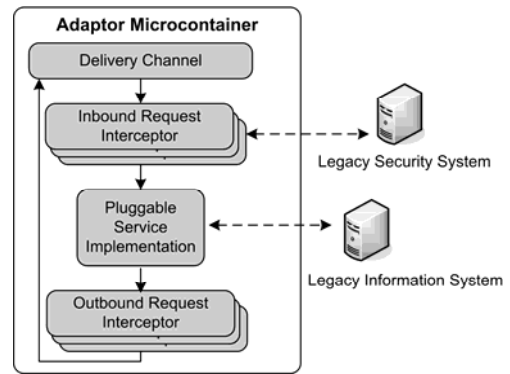 Adaptor Microcontainer
Delivery Channel
Inbound Request
Interceptor
Legacy Security System
Pluggable
Service
Implementation
Legacy Information System
Outbound Request
Interceptor